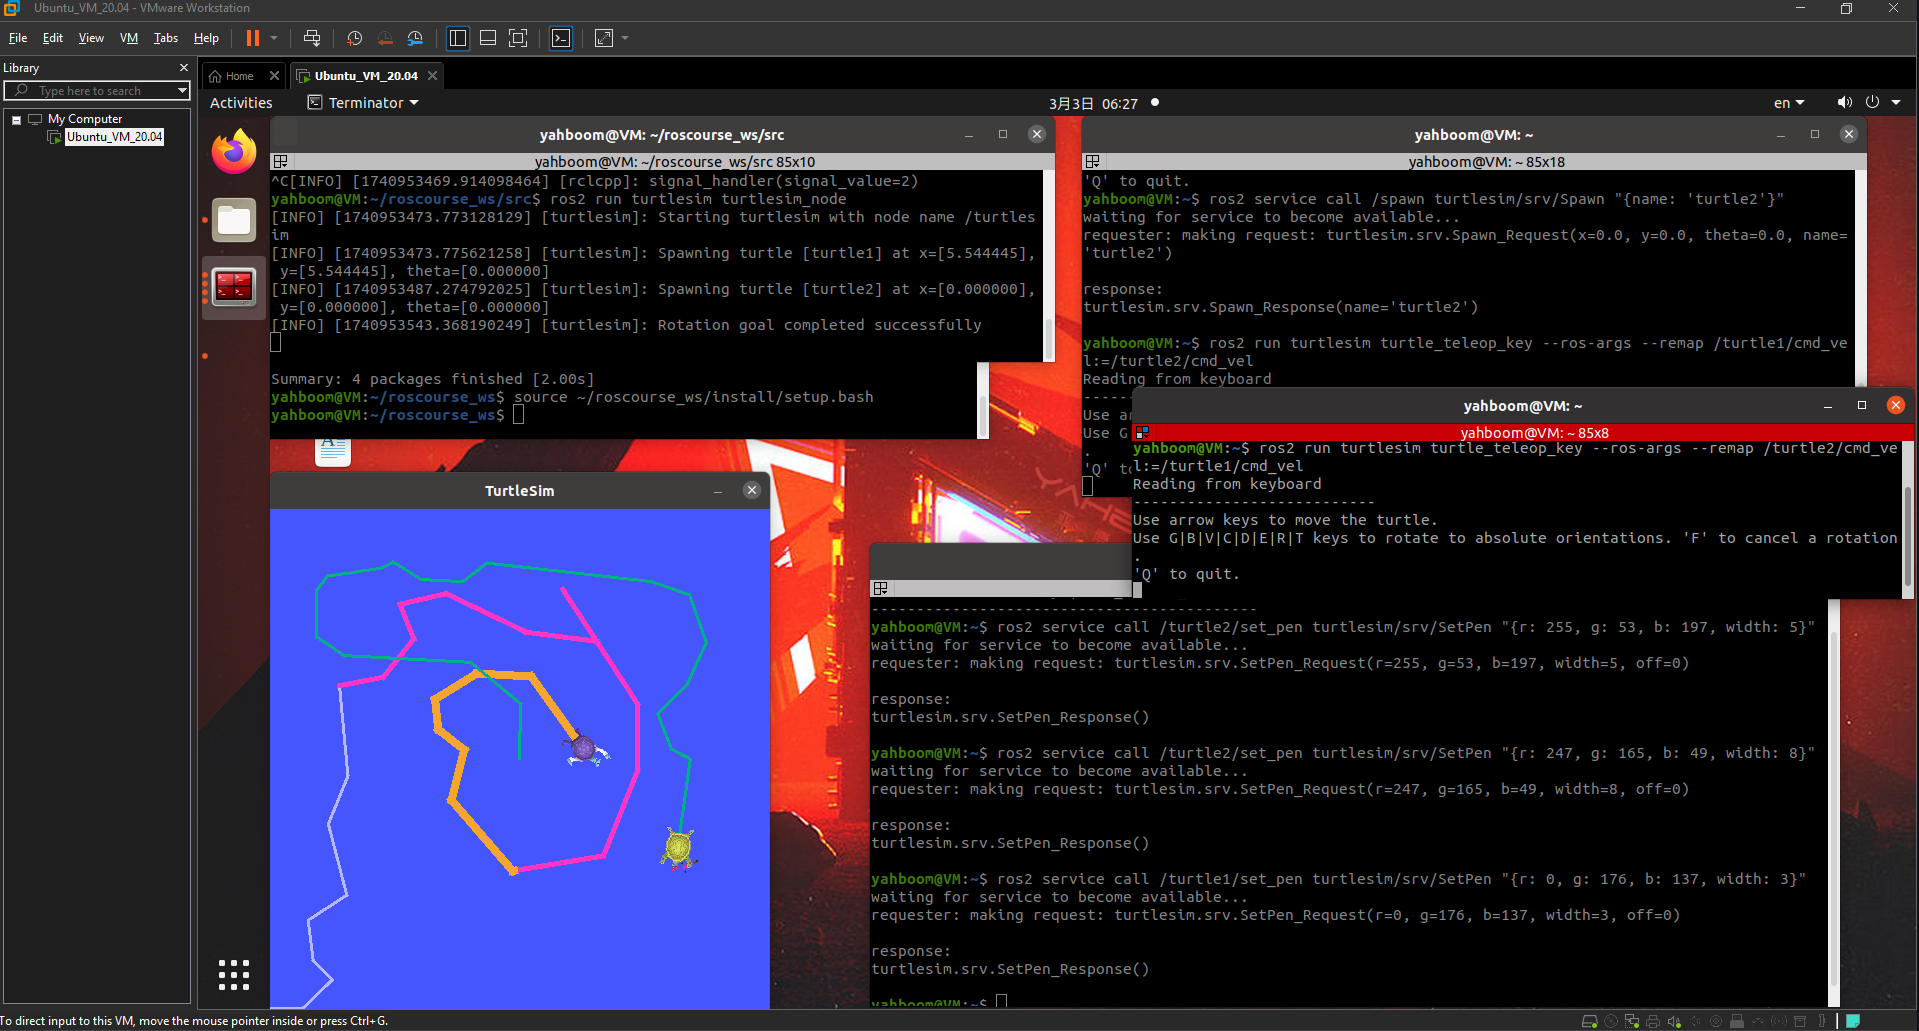 Ubuntu_VM_20.04 - VMware Workstation
File Edit View VM Tabs Help
Library
Type here to search
My Computer
Ubuntu_VM_20.04
Home
Ubuntu_VM_20.04
Activities
Terminator
3月3日 06:27
en
yahboom@VM: ~/roscourse_ws/src
yahboom@VM: ~/roscourse_ws/src 85x10
^C[INFO] [1740953469.914098464] [rclcpp]: signal_handler(signal_value=2)
yahboom@VM:~/roscourse_ws/src$ ros2 run turtlesim turtlesim_node
[INFO] [1740953473.773128129] [turtlesim]: Starting turtlesim with node name /turtles
im
[INFO] [1740953473.775621258] [turtlesim]: Spawning turtle [turtle1] at x=[5.544445],
y=[5.544445], theta=[0.000000]
[INFO] [1740953487.274792025] [turtlesim]: Spawning turtle [turtle2] at x=[0.000000],
y=[0.000000], theta=[0.000000]
[INFO] [1740953543.368190249] [turtlesim]: Rotation goal completed successfully
Summary: 4 packages finished [2.00s]
yahboom@VM:~/roscourse_ws$ source ~/roscourse_ws/install/setup.bash
yahboom@VM:~/roscourse_ws$
TurtleSim
yahboom@VM: ~
yahboom@VM: ~ 85x18
'Q' to quit.
yahboom@VM:~$ ros2 service call /spawn turtlesim/srv/Spawn "{name: 'turtle2'}"
waiting for service to become available...
requester: making request: turtlesim.srv.Spawn_Request(x=0.0, y=0.0, theta=0.0, name=
'turtle2')
response:
turtlesim.srv.Spawn_Response(name='turtle2')
yahboom@VM:~$ ros2 run turtlesim turtle_teleop_key --ros-args --remap /turtle1/cmd_ve
l:=/turtle2/cmd_vel
Reading from keyboard
-----
Use ar
Use G
.
'Q' to
yahboom@VM: ~
yahboom@VM: ~ 85x8
yahboom@VM:~$ ros2 run turtlesim turtle_teleop_key --ros-args --remap /turtle2/cmd_ve
l:=/turtle1/cmd_vel
Reading from keyboard
---------------------------
Use arrow keys to move the turtle.
Use G|B|V|C|D|E|R|T keys to rotate to absolute orientations. 'F' to cancel a rotation
.
'Q' to quit.
-------------------------------------------
yahboom@VM:~$ ros2 service call /turtle2/set_pen turtlesim/srv/SetPen "{r: 255, g: 53, b: 197, width: 5}"
waiting for service to become available...
requester: making request: turtlesim.srv.SetPen_Request(r=255, g=53, b=197, width=5, off=0)
response:
turtlesim.srv.SetPen_Response()
yahboom@VM:~$ ros2 service call /turtle2/set_pen turtlesim/srv/SetPen "{r: 247, g: 165, b: 49, width: 8}"
waiting for service to become available...
requester: making request: turtlesim.srv.SetPen_Request(r=247, g=165, b=49, width=8, off=0)
response:
turtlesim.srv.SetPen_Response()
yahboom@VM:~$ ros2 service call /turtle1/set_pen turtlesim/srv/SetPen "{r: 0, g: 176, b: 137, width: 3}"
waiting for service to become available...
requester: making request: turtlesim.srv.SetPen_Request(r=0, g=176, b=137, width=3, off=0)
response:
turtlesim.srv.SetPen_Response()
yahboom@VM:~$
To direct input to this VM, move the mouse pointer inside or press Ctrl+G.